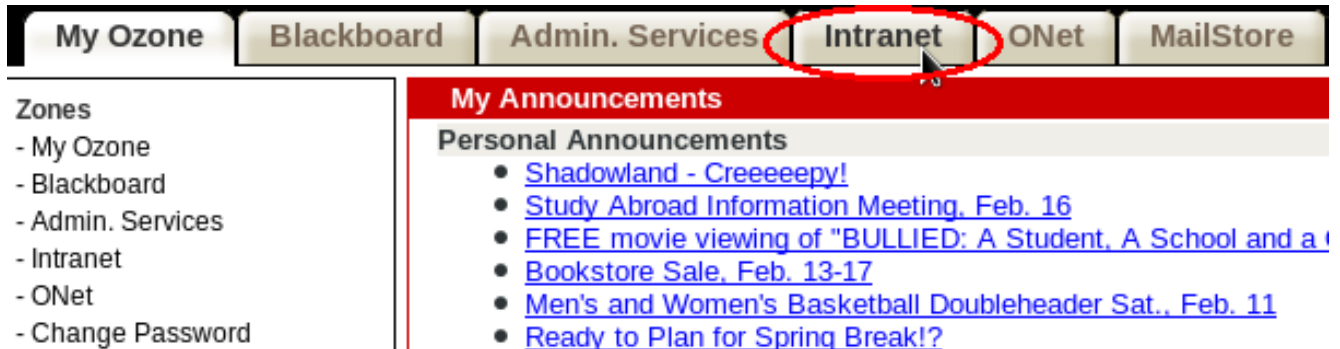 My Ozone Blackboard Admin. Services Intranet ONet MailStore
Zones
- My Ozone
- Blackboard
- Admin. Services
- Intranet
- ONet
- Change Password
My Announcements
Personal Announcements
Shadowland - Creeeeepy!
Study Abroad Information Meeting, Feb. 16
FREE movie viewing of "BULLIED: A Student, A School and a
Bookstore Sale, Feb. 13-17
Men's and Women's Basketball Doubleheader Sat., Feb. 11
Ready to Plan for Spring Break!?